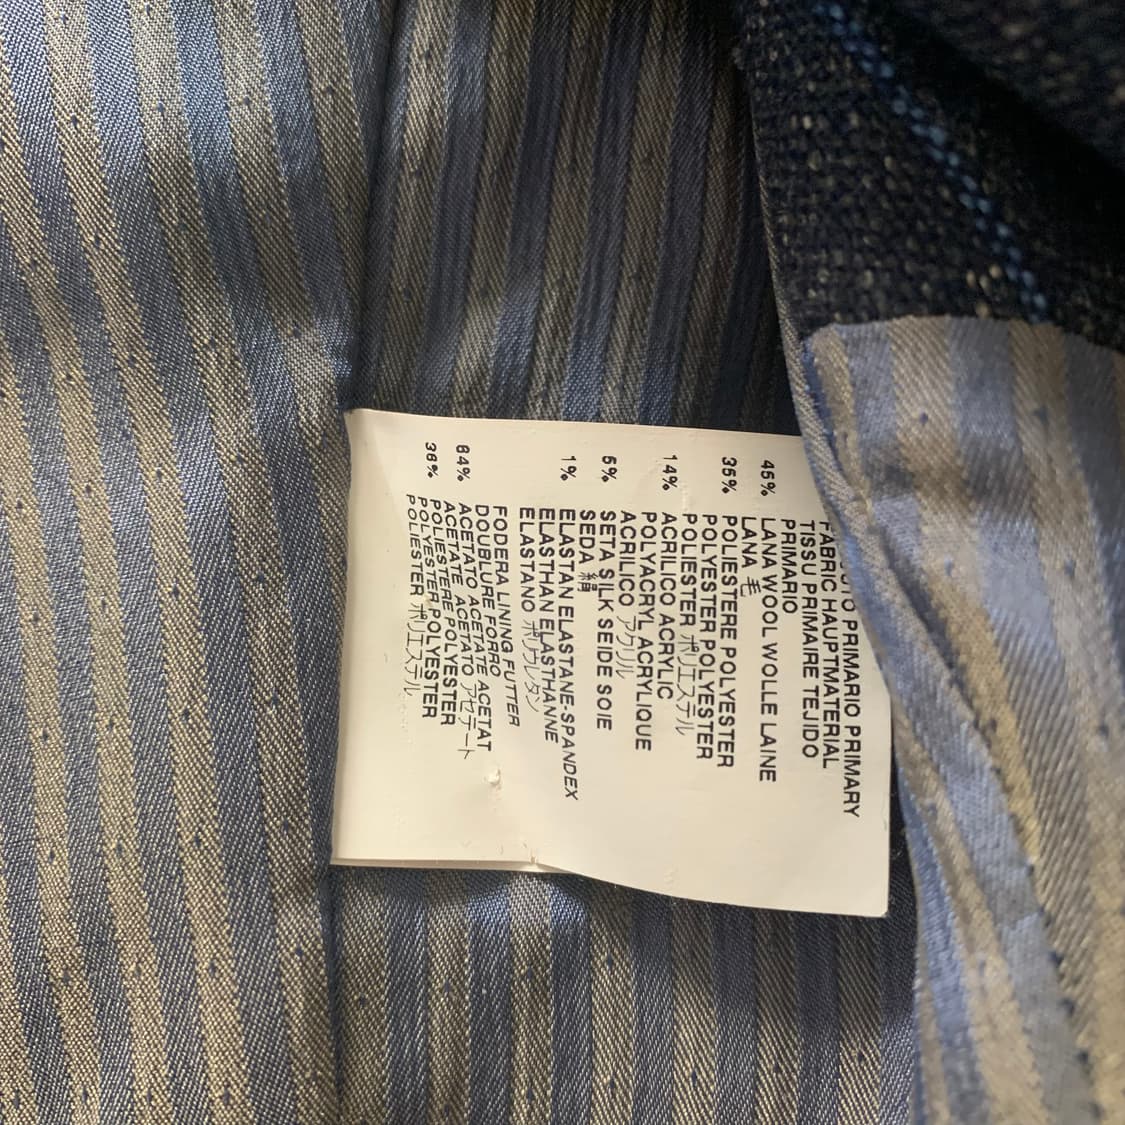 PRIMARIO PRIMARY
FABRIC HAUPTMATERIAL
TISSU PRIMAIRE TEJIDO
PRIMARIO
45% LANA WOOL WOLLE LAINE
LANA 毛
35% POLIESTERE POLYESTER
POLYESTER POLYESTER
POLIESTER ポリエステル
14% ACRILICO ACRYLIC
POLYACRYL ACRYLIQUE
ACRILICO アクリル
5% SETA SILK SEIDE SOIE
SEDA 絹
1% ELASTAN ELASTANE-SPANDEX
ELASTHAN ELASTHANNE
ELASTANO ポリウレタン
FODERA LINING FUTTER
DOUBLURE FORRO
64% ACETATO ACETATE ACETAT
ACETATE ACETATO アセテート
36% POLIESTERE POLYESTER
POLYESTER POLYESTER
POLIESTER ポリエステル